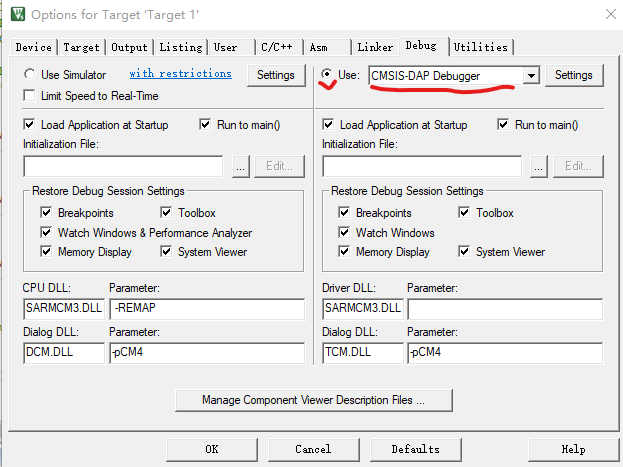 Options for Target 'Target 1'
Device Target Output Listing User C/C++ Asm Linker Debug Utilities
Use Simulator with restrictions Settings
Use: CMSIS-DAP Debugger Settings
Limit Speed to Real-Time
Load Application at Startup Run to main()
Initialization File:
... Edit...
Restore Debug Session Settings
Breakpoints Toolbox
Watch Windows & Performance Analyzer
Memory Display System Viewer
CPU DLL: Parameter:
SARMCM3.DLL -REMAP
Dialog DLL: Parameter:
DCM.DLL -pCM4
Load Application at Startup Run to main()
Initialization File:
... Edit...
Restore Debug Session Settings
Breakpoints Toolbox
Watch Windows
Memory Display System Viewer
Driver DLL: Parameter:
SARMCM3.DLL
Dialog DLL: Parameter:
TCM.DLL -pCM4
Manage Component Viewer Description Files ...
OK Cancel Defaults Help